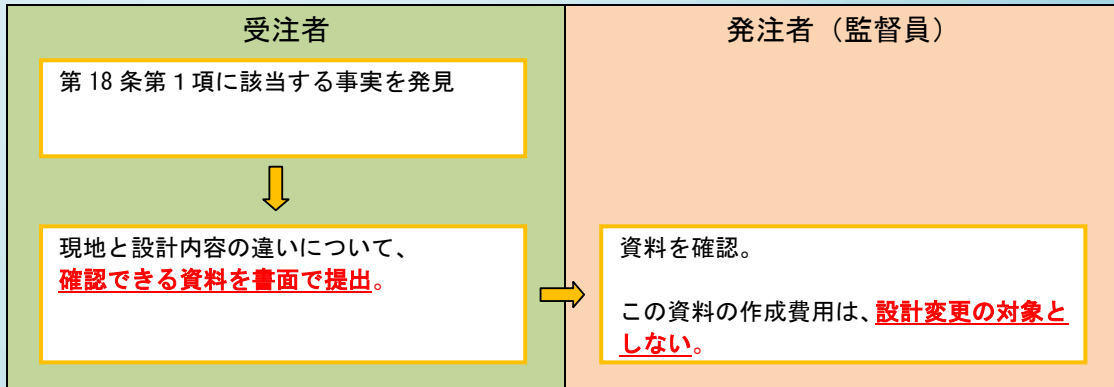 受注者
発注者（監督員）
第 18 条第 1 項に該当する事実を発見
現地と設計内容の違いについて、
確認できる資料を書面で提出。
資料を確認。
この資料の作成費用は、設計変更の対象と
しない。